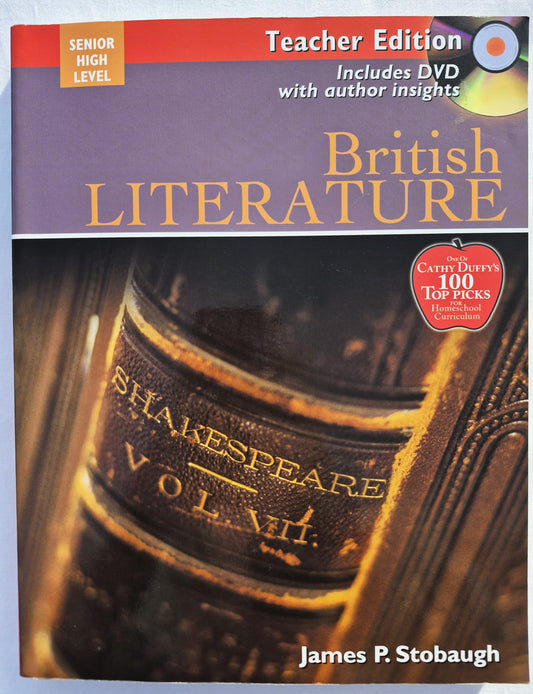 SENIOR
HIGH
LEVEL
Teacher Edition
Includes DVD
with author insights
British
LITERATURE
ONE OF
CATHY DUFFY'S
100
TOP PICKS
FOR
Homeschool
Curriculum
SHAKESPEARE
VOL. VII.
James P. Stobaugh